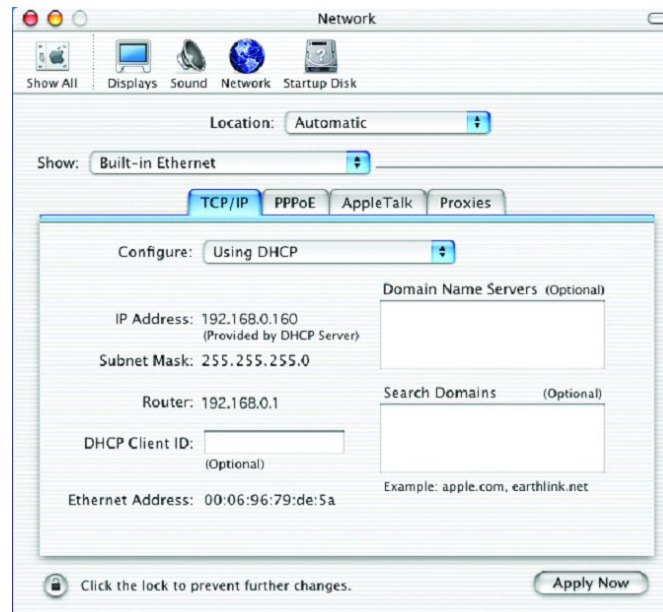 Network
Show All Displays Sound Network Startup Disk
Location: Automatic
Show: Built-in Ethernet
TCP/IP PPPoE AppleTalk Proxies
Configure: Using DHCP
Domain Name Servers (Optional)
IP Address: 192.168.0.160
(Provided by DHCP Server)
Subnet Mask: 255.255.255.0
Router: 192.168.0.1
Search Domains (Optional)
DHCP Client ID:
(Optional)
Example: apple.com, earthlink.net
Ethernet Address: 00:06:96:79:de:5a
Click the lock to prevent further changes.
Apply Now